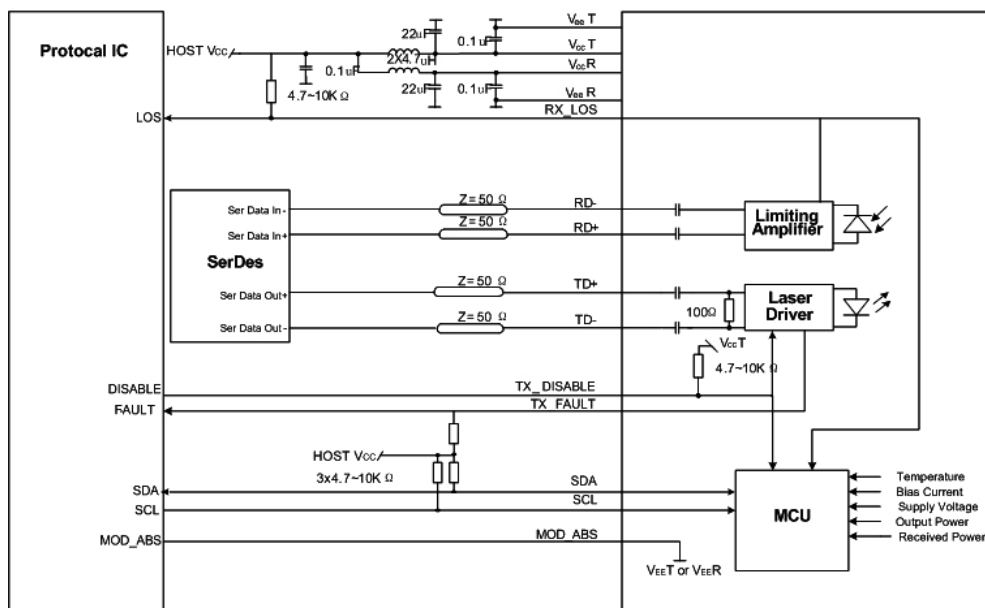 Protocal IC
HOST Vcc
22uF
0.1uF
Vee T
Vcc T
0.1uF
2X4.7uH
VccR
4.7~10K Ω
22uF
0.1uF
Vee R
LOS
RX_LOS
Ser Data In-
Z= 50 Ω
RD-
Limiting
Amplifier
Ser Data In+
Z= 50 Ω
RD+
SerDes
Ser Data Out+
Z= 50 Ω
TD+
Laser
Driver
100Ω
Ser Data Out-
Z= 50 Ω
TD-
VccT
4.7~10K Ω
DISABLE
TX_DISABLE
FAULT
TX_FAULT
HOST Vcc
3x4.7~10K Ω
SDA
SDA
SCL
SCL
MCU
Temperature
Bias Current
Supply Voltage
Output Power
Received Power
MOD_ABS
MOD_ABS
VEET or VEER